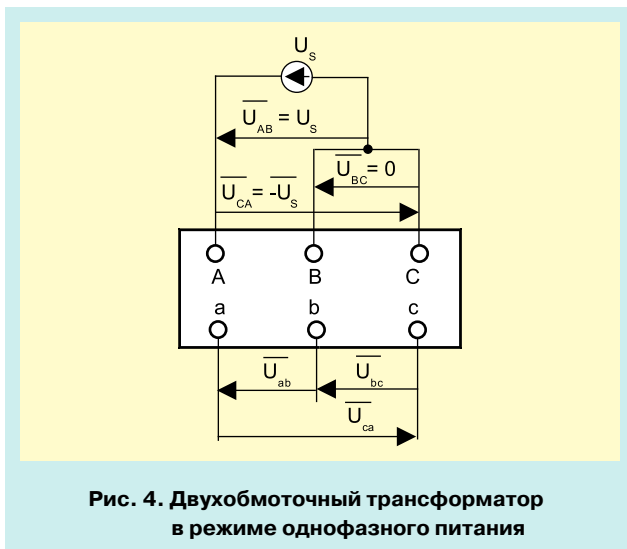 U_S
U_AB = U_S
U_BC = 0
U_CA = -U_S
A B C
a b c
U_ab U_bc
U_ca
Рис. 4. Двухобмоточный трансформатор
в режиме однофазного питания